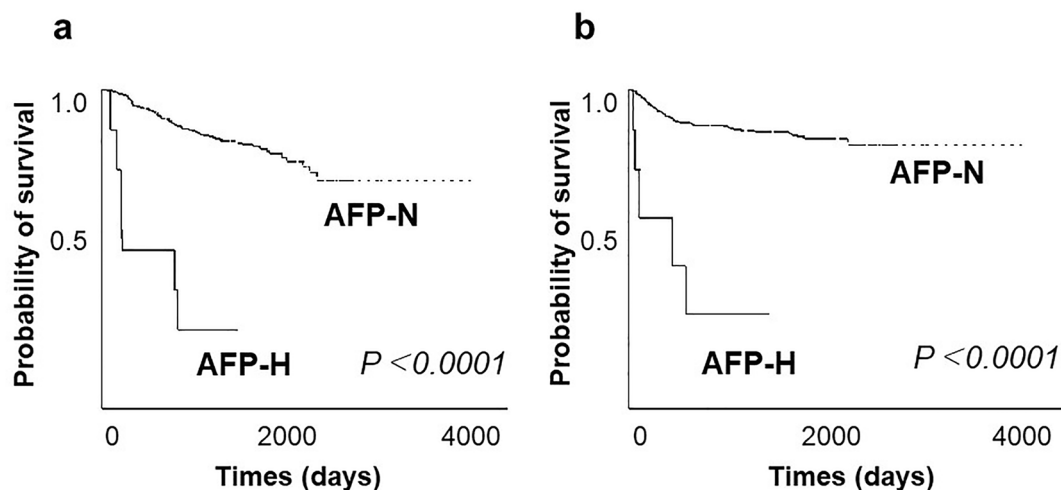 a
Probability of survival
1.0
0.5
AFP-N
AFP-H
P <0.0001
0 2000 4000
Times (days)
b
Probability of survival
1.0
0.5
AFP-N
AFP-H
P <0.0001
0 2000 4000
Times (days)